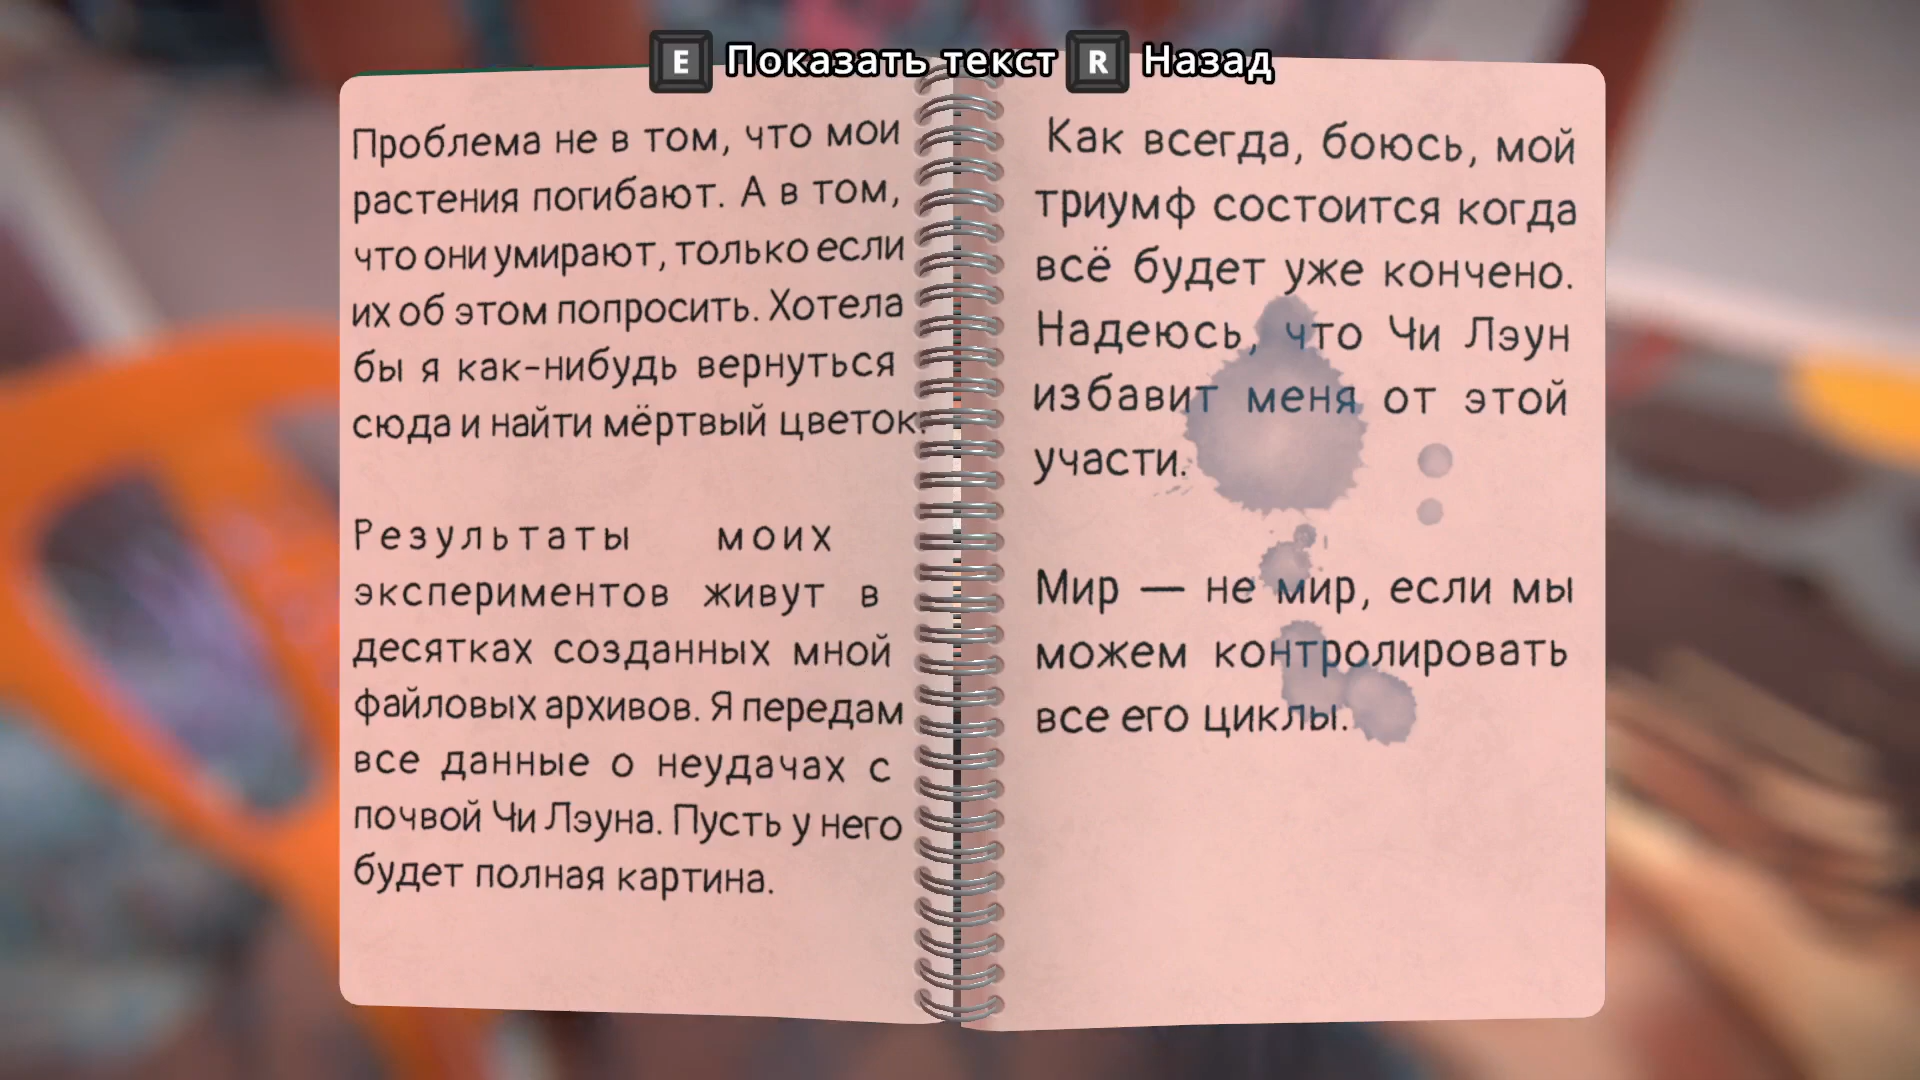 E Показать текст R Назад
Проблема не в том, что мои
растения погибают. А в том,
что они умирают, только если
их об этом попросить. Хотела
бы я как-нибудь вернуться
сюда и найти мёртвый цветок.
Результаты моих
экспериментов живут в
десятках созданных мной
файловых архивов. Я передам
все данные о неудачах с
почвой Чи Лэуна. Пусть у него
будет полная картина.
Как всегда, боюсь, мой
триумф состоится когда
всё будет уже кончено.
Надеюсь, что Чи Лэун
избавит меня от этой
участи.
Мир — не мир, если мы
можем контролировать
все его циклы.